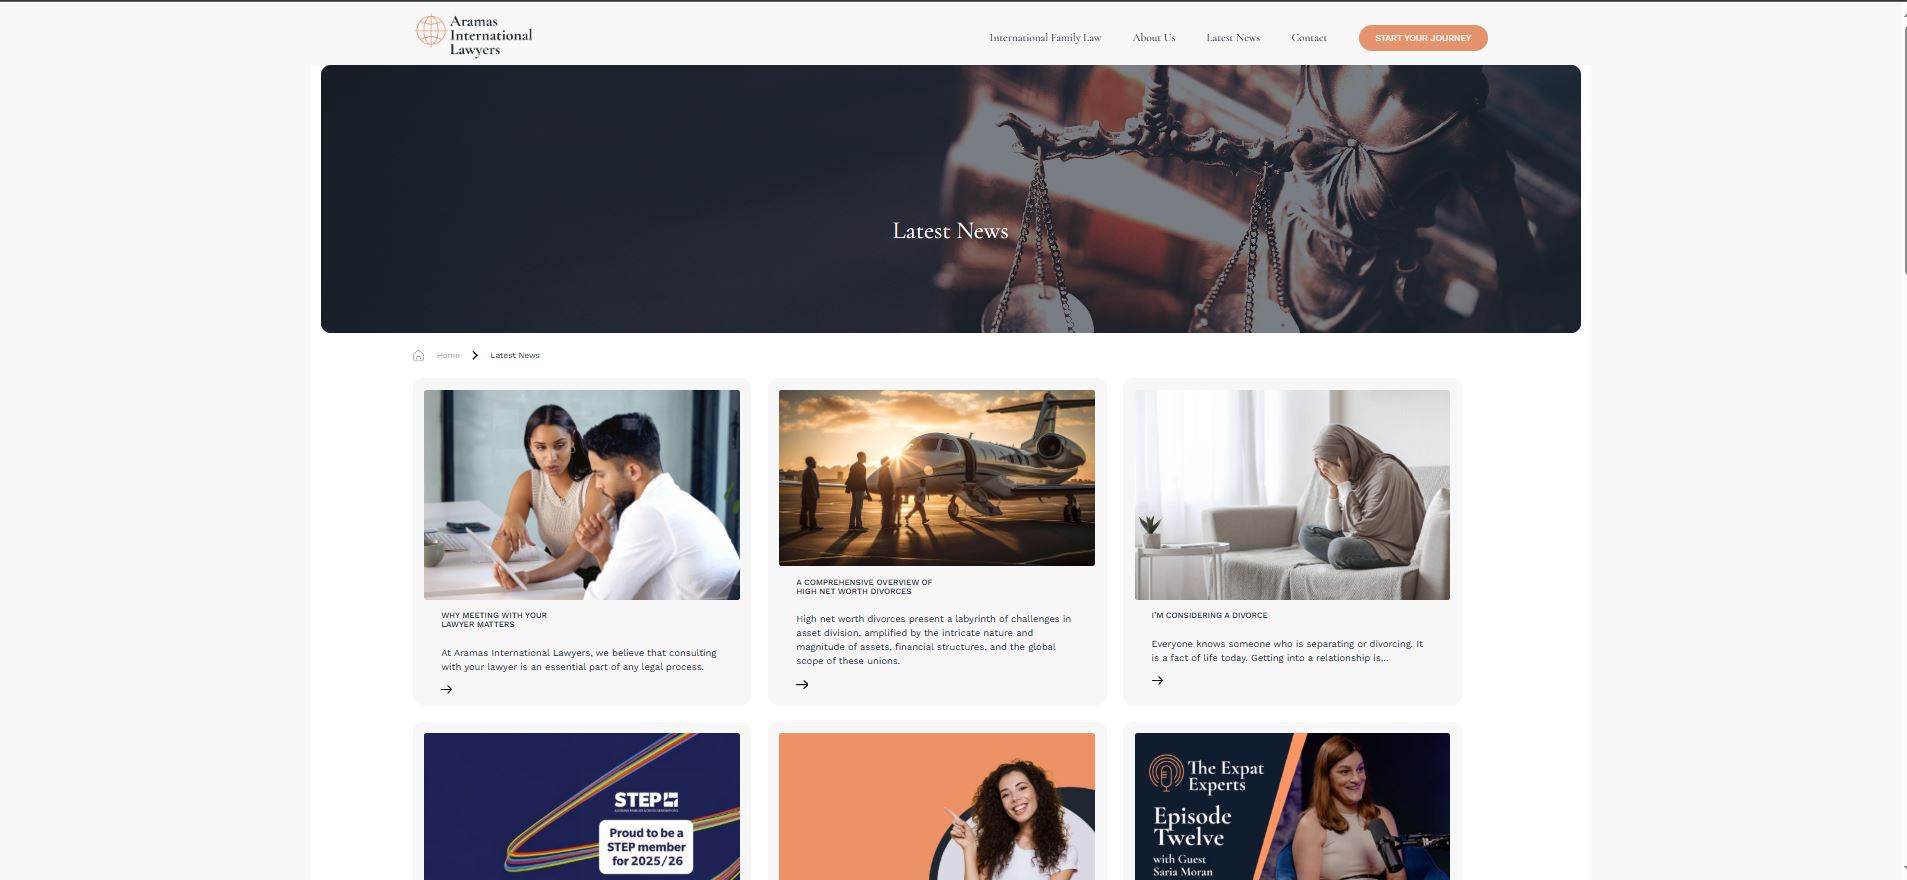 Aramas
International
Lawyers
International Family Law
About Us
Latest News
Contact
START YOUR JOURNEY
Latest News
Home
Latest News
WHY MEETING WITH YOUR
LAWYER MATTERS
At Aramas International Lawyers, we believe that consulting
with your lawyer is an essential part of any legal process.
A COMPREHENSIVE OVERVIEW OF
HIGH NET WORTH DIVORCES
High net worth divorces present a labyrinth of challenges in
asset division, amplified by the intricate nature and
magnitude of assets, financial structures, and the global
scope of these unions.
I'M CONSIDERING A DIVORCE
Everyone knows someone who is separating or divorcing. It
is a fact of life today. Getting into a relationship is...
STEP
Proud to be a
STEP member
for 2025/26
The Expat
Experts
Episode
Twelve
with Guest
Saria Moran